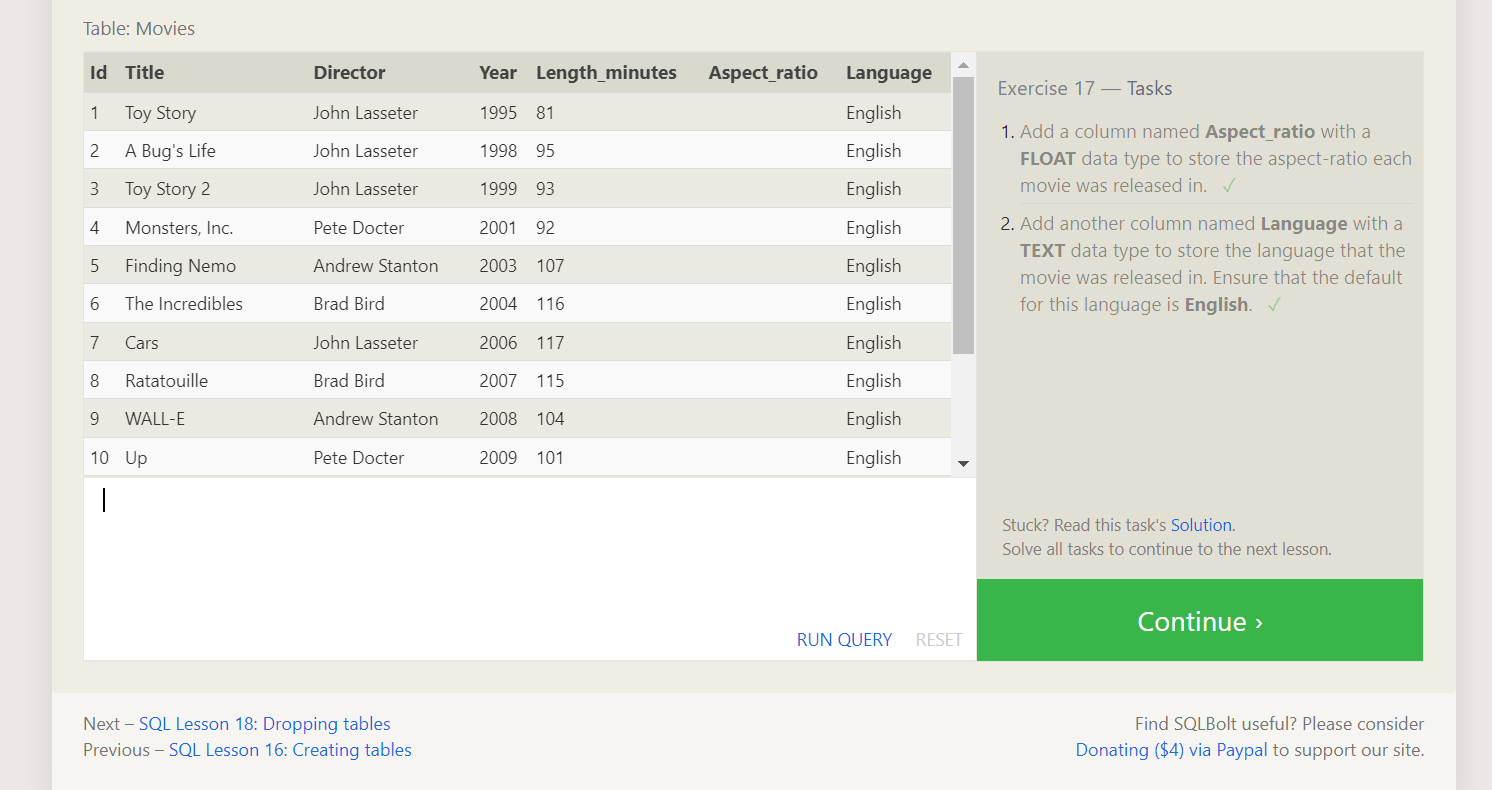 Table: Movies
Id Title Director Year Length_minutes Aspect_ratio Language
1 Toy Story John Lasseter 1995 81 English
2 A Bug's Life John Lasseter 1998 95 English
3 Toy Story 2 John Lasseter 1999 93 English
4 Monsters, Inc. Pete Docter 2001 92 English
5 Finding Nemo Andrew Stanton 2003 107 English
6 The Incredibles Brad Bird 2004 116 English
7 Cars John Lasseter 2006 117 English
8 Ratatouille Brad Bird 2007 115 English
9 WALL-E Andrew Stanton 2008 104 English
10 Up Pete Docter 2009 101 English
RUN QUERY RESET
Exercise 17 — Tasks
1. Add a column named Aspect_ratio with a
FLOAT data type to store the aspect-ratio each
movie was released in. ✓
2. Add another column named Language with a
TEXT data type to store the language that the
movie was released in. Ensure that the default
for this language is English. ✓
Stuck? Read this task's Solution.
Solve all tasks to continue to the next lesson.
Continue ›
Next – SQL Lesson 18: Dropping tables
Previous – SQL Lesson 16: Creating tables
Find SQLBolt useful? Please consider
Donating ($4) via Paypal to support our site.